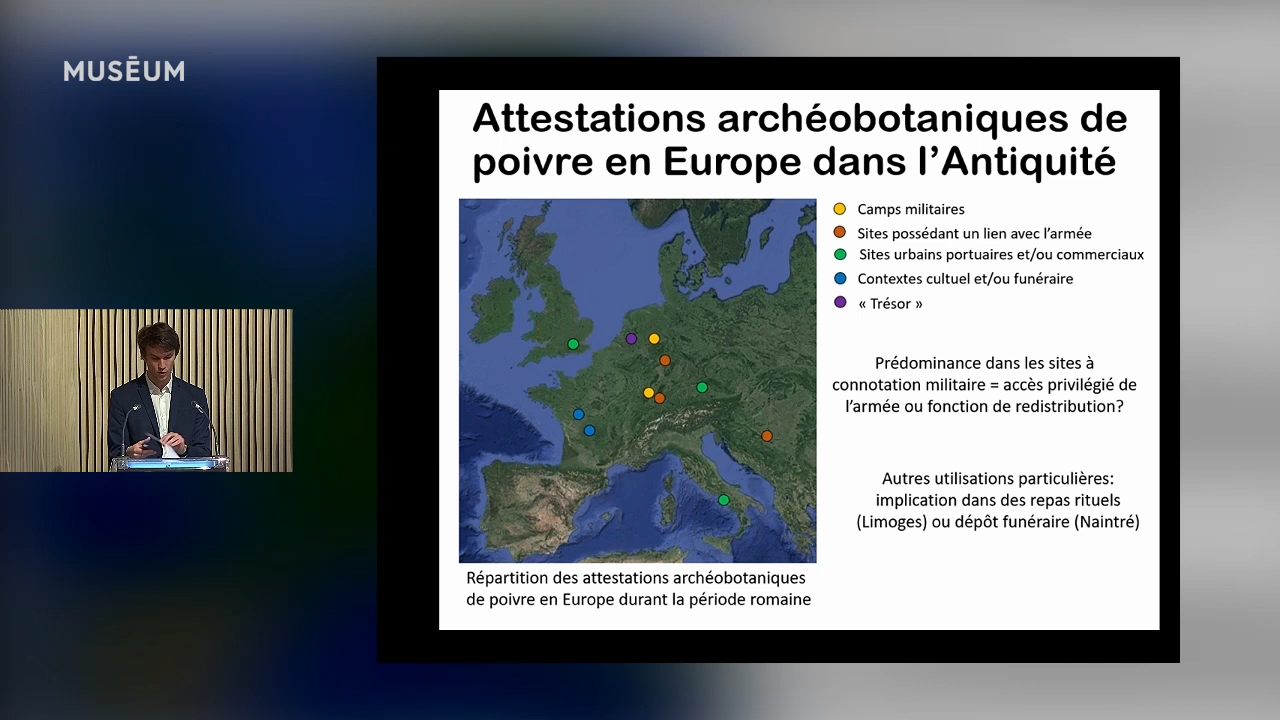 MUSĒUM
Attestations archéobotaniques de
poivre en Europe dans l'Antiquité
Camps militaires
Sites possédant un lien avec l'armée
Sites urbains portuaires et/ou commerciaux
Contextes cultuel et/ou funéraire
« Trésor »
Prédominance dans les sites à
connotation militaire = accès privilégié de
l'armée ou fonction de redistribution?
Autres utilisations particulières:
implication dans des repas rituels
(Limoges) ou dépôt funéraire (Naintré)
Répartition des attestations archéobotaniques
de poivre en Europe durant la période romaine